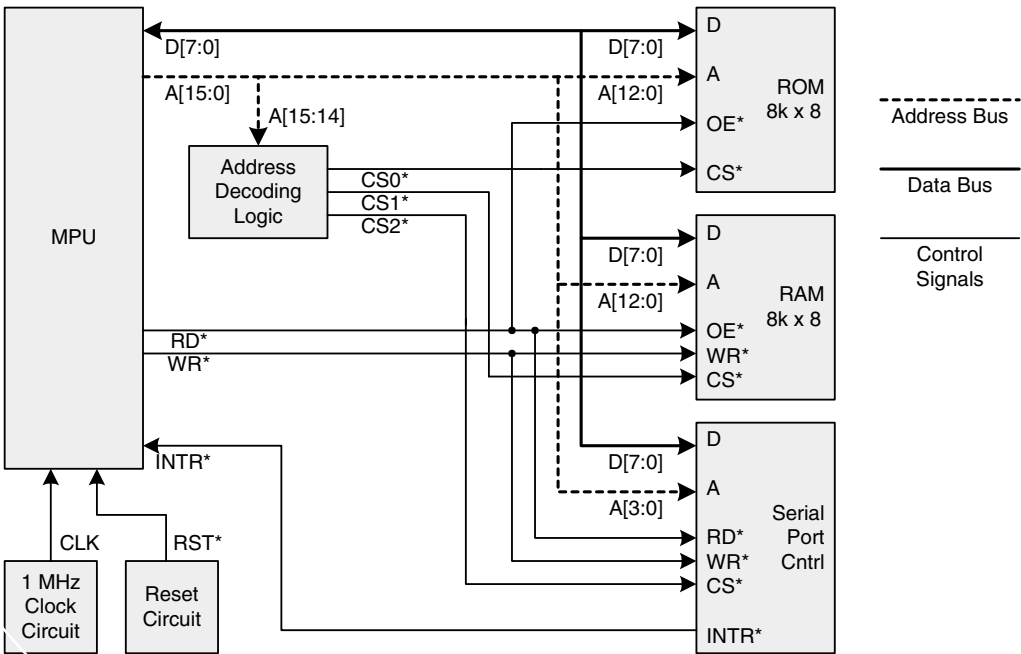 MPU
D[7:0]
A[15:0]
A[15:14]
Address
Decoding
Logic
CS0*
CS1*
CS2*
RD*
WR*
INTR*
CLK
RST*
1 MHz
Clock
Circuit
Reset
Circuit
D[7:0]
A[12:0]
D
A
OE*
CS*
ROM
8k x 8
D[7:0]
A[12:0]
D
A
OE*
WR*
CS*
RAM
8k x 8
D[7:0]
A[3:0]
D
A
RD*
WR*
CS*
INTR*
Serial
Port
Cntrl
Address Bus
Data Bus
Control
Signals